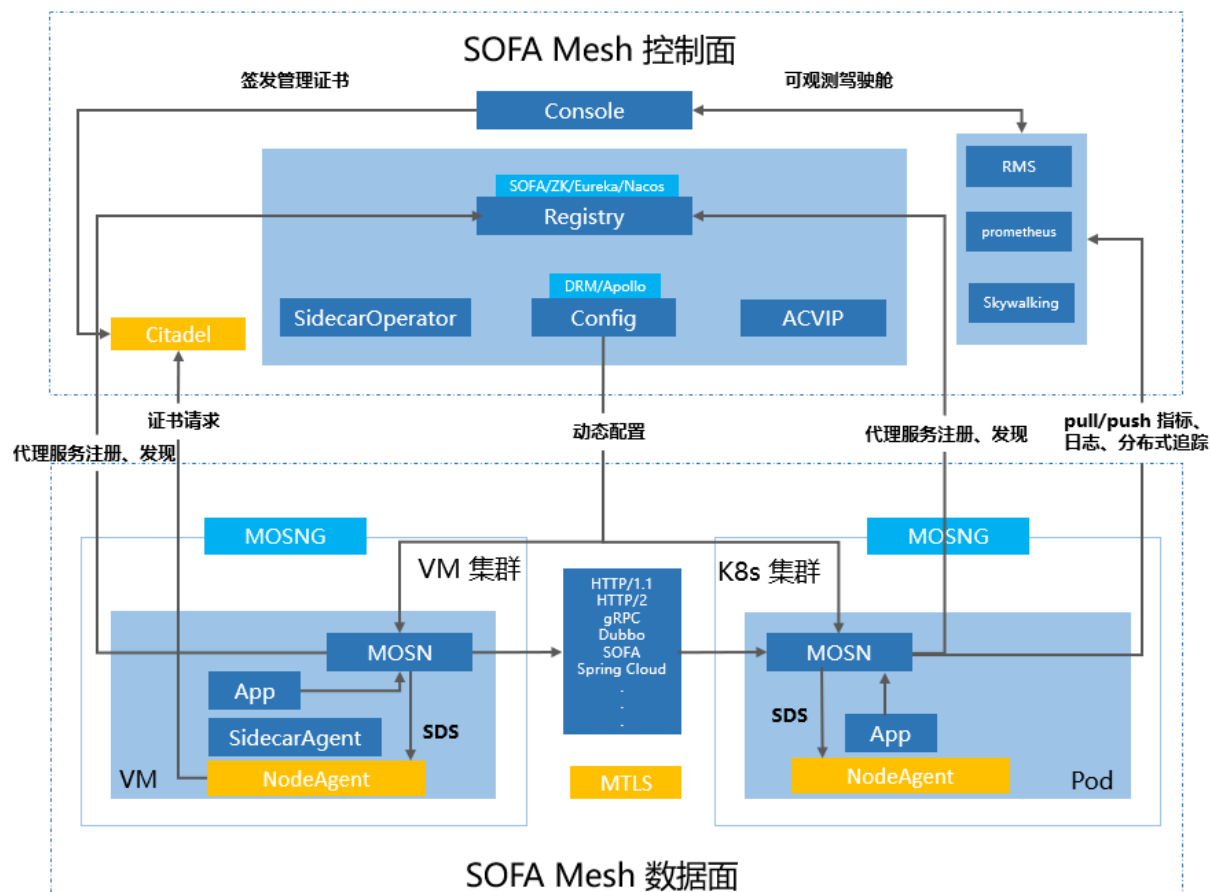 SOFA Mesh 控制面
签发管理证书
可观测驾驶舱
Console
RMS
SOFA/ZK/Eureka/Nacos
Registry
prometheus
DRM/Apollo
Skywalking
SidecarOperator
Config
ACVIP
Citadel
证书请求
代理服务注册、发现
动态配置
代理服务注册、发现
pull/push 指标、
日志、分布式追踪
MOSNG
MOSNG
VM 集群
K8s 集群
HTTP/1.1
HTTP/2
gRPC
Dubbo
SOFA
Spring Cloud
.
.
.
MOSN
MOSN
App
SDS
SidecarAgent
NodeAgent
VM
SDS
App
MTLS
NodeAgent
Pod
SOFA Mesh 数据面